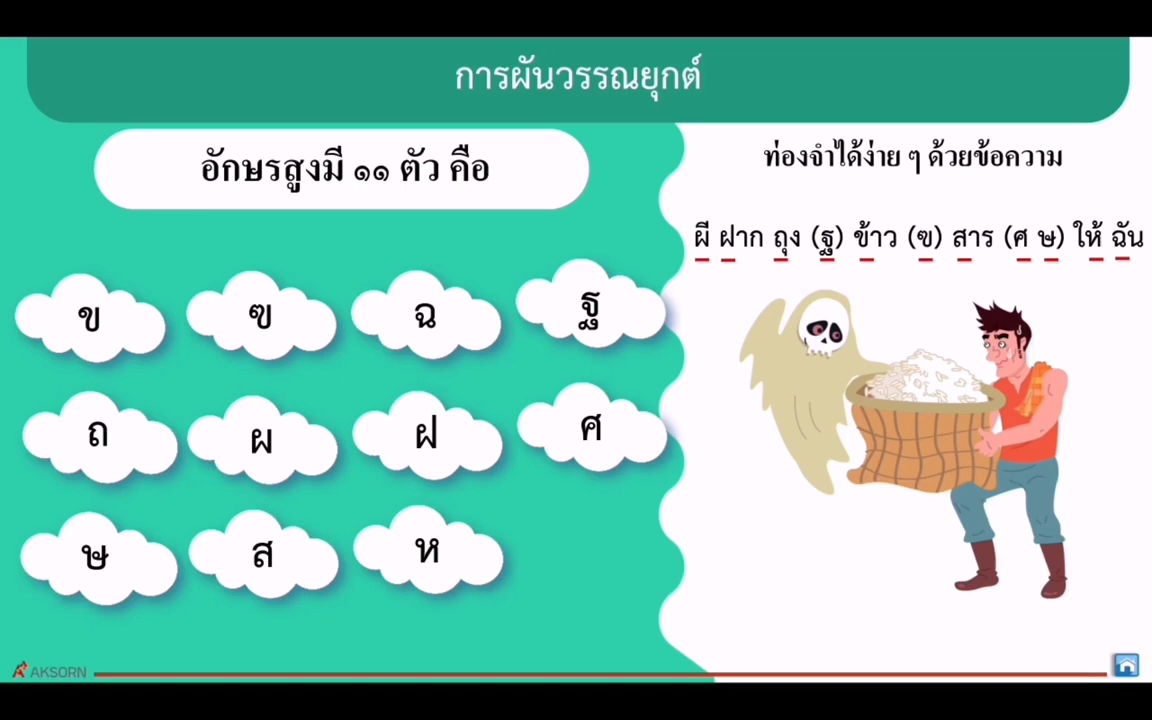 การผันวรรณยุกต์
อักษรสูงมี ๑๑ ตัว คือ
ข ฃ ฉ ฐ
ถ ผ ฝ ศ
ษ ส ห
ท่องจำได้ง่าย ๆ ด้วยข้อความ
ผี ฝาก ถุง (ฐ) ข้าว (ฃ) สาร (ศ ษ) ให้ ฉัน
AKSORN